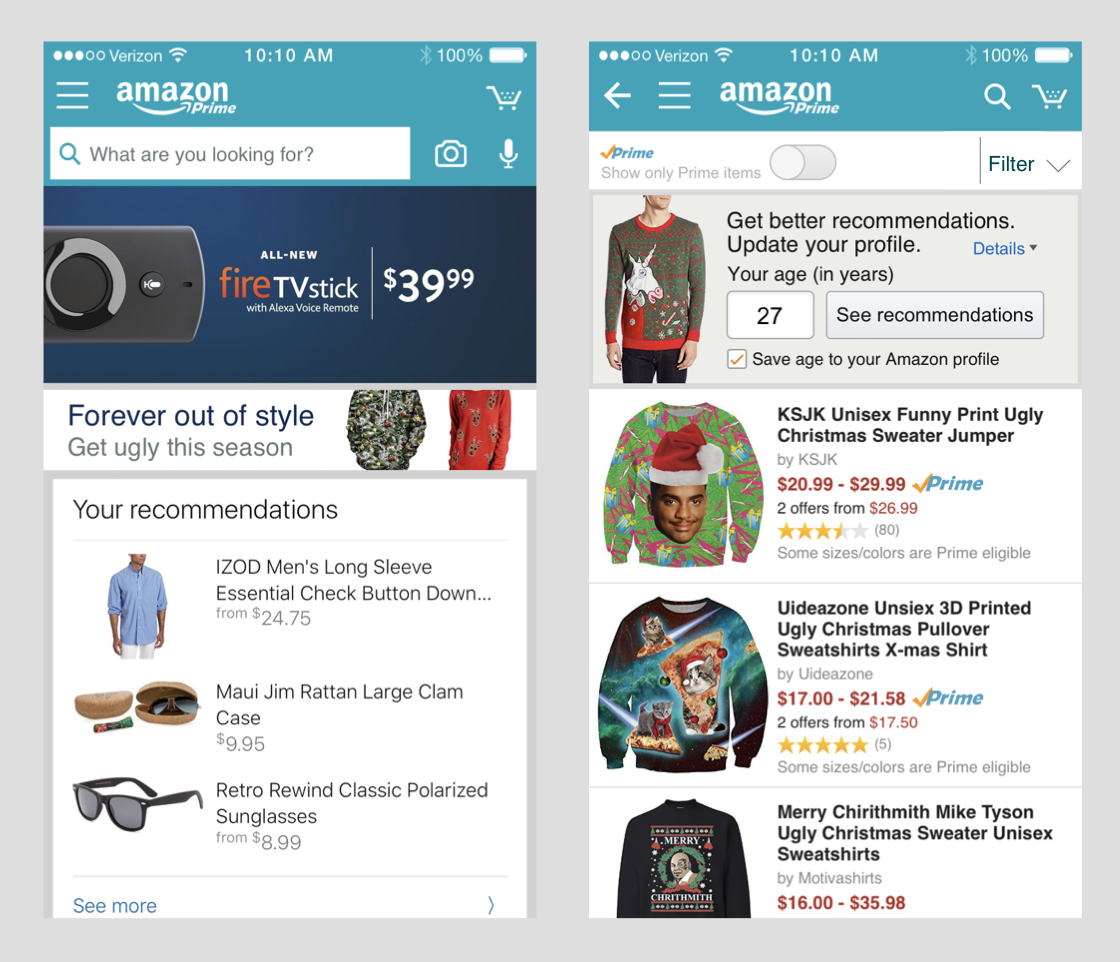 Verizon 10:10 AM 100%
amazon
Prime
What are you looking for?
ALL-NEW
fireTVstick
with Alexa Voice Remote
$39 99
Forever out of style
Get ugly this season
Your recommendations
IZOD Men's Long Sleeve
Essential Check Button Down...
from $24.75
Maui Jim Rattan Large Clam
Case
$9.95
Retro Rewind Classic Polarized
Sunglasses
from $8.99
See more
Verizon 10:10 AM 100%
amazon
Prime
Prime
Show only Prime items
Filter
Get better recommendations.
Update your profile.
Details
Your age (in years)
27
See recommendations
Save age to your Amazon profile
KSJK Unisex Funny Print Ugly
Christmas Sweater Jumper
by KSJK
$20.99 - $29.99 Prime
2 offers from $26.99
(80)
Some sizes/colors are Prime eligible
Uideazone Unsiex 3D Printed
Ugly Christmas Pullover
Sweatshirts X-mas Shirt
by Uideazone
$17.00 - $21.58 Prime
2 offers from $17.50
(5)
Some sizes/colors are Prime eligible
MERRY
CHRITHMITH
Merry Chirithmith Mike Tyson
Ugly Christmas Sweater Unisex
Sweatshirts
by Motivashirts
$16.00 - $35.98